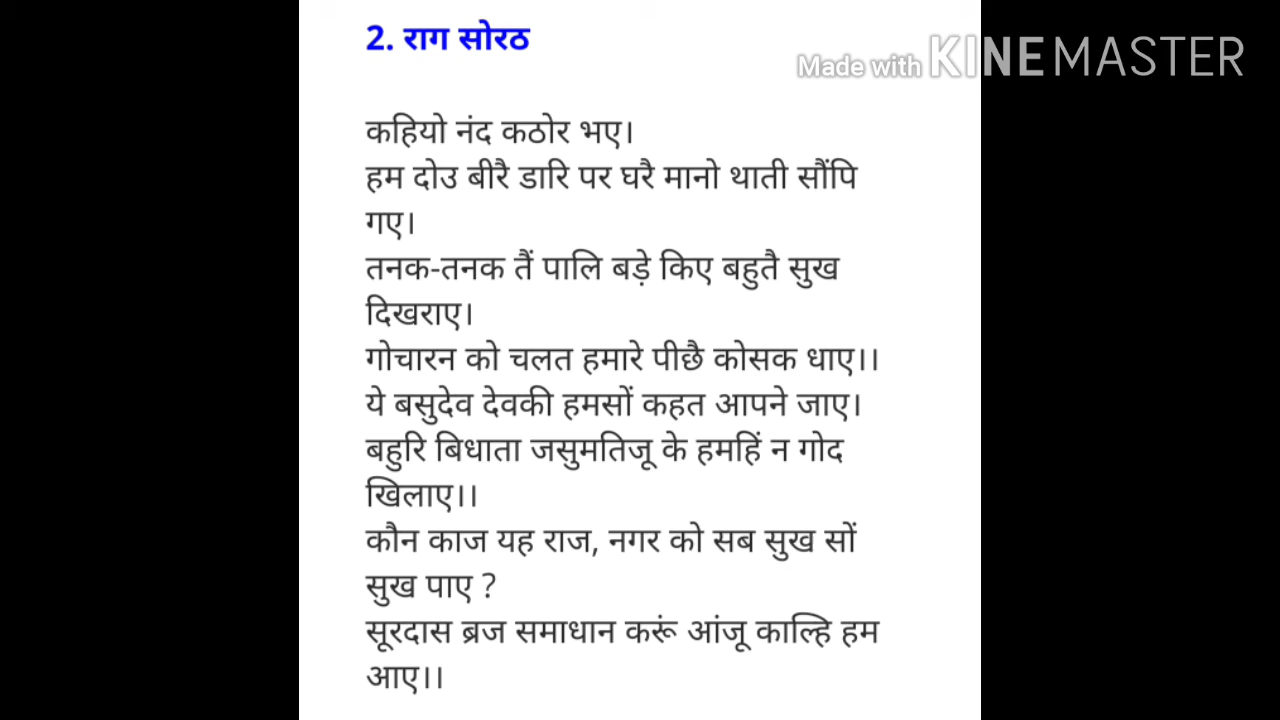 2. राग सोरठ
Made with KINEMASTER
कहियो नंद कठोर भए।
हम दोउ बीरै डारि पर घरै मानो थाती सौंपि
गए।
तनक-तनक तैं पालि बड़े किए बहुतै सुख
दिखराए।
गोचारन को चलत हमारे पीछै कोसक धाए।।
ये बसुदेव देवकी हमसों कहत आपने जाए।
बहुरि बिधाता जसुमतिजू के हमहिं न गोद
खिलाए।।
कौन काज यह राज, नगर को सब सुख सों
सुख पाए ?
सूरदास ब्रज समाधान करूं आंजू काल्हि हम
आए।।